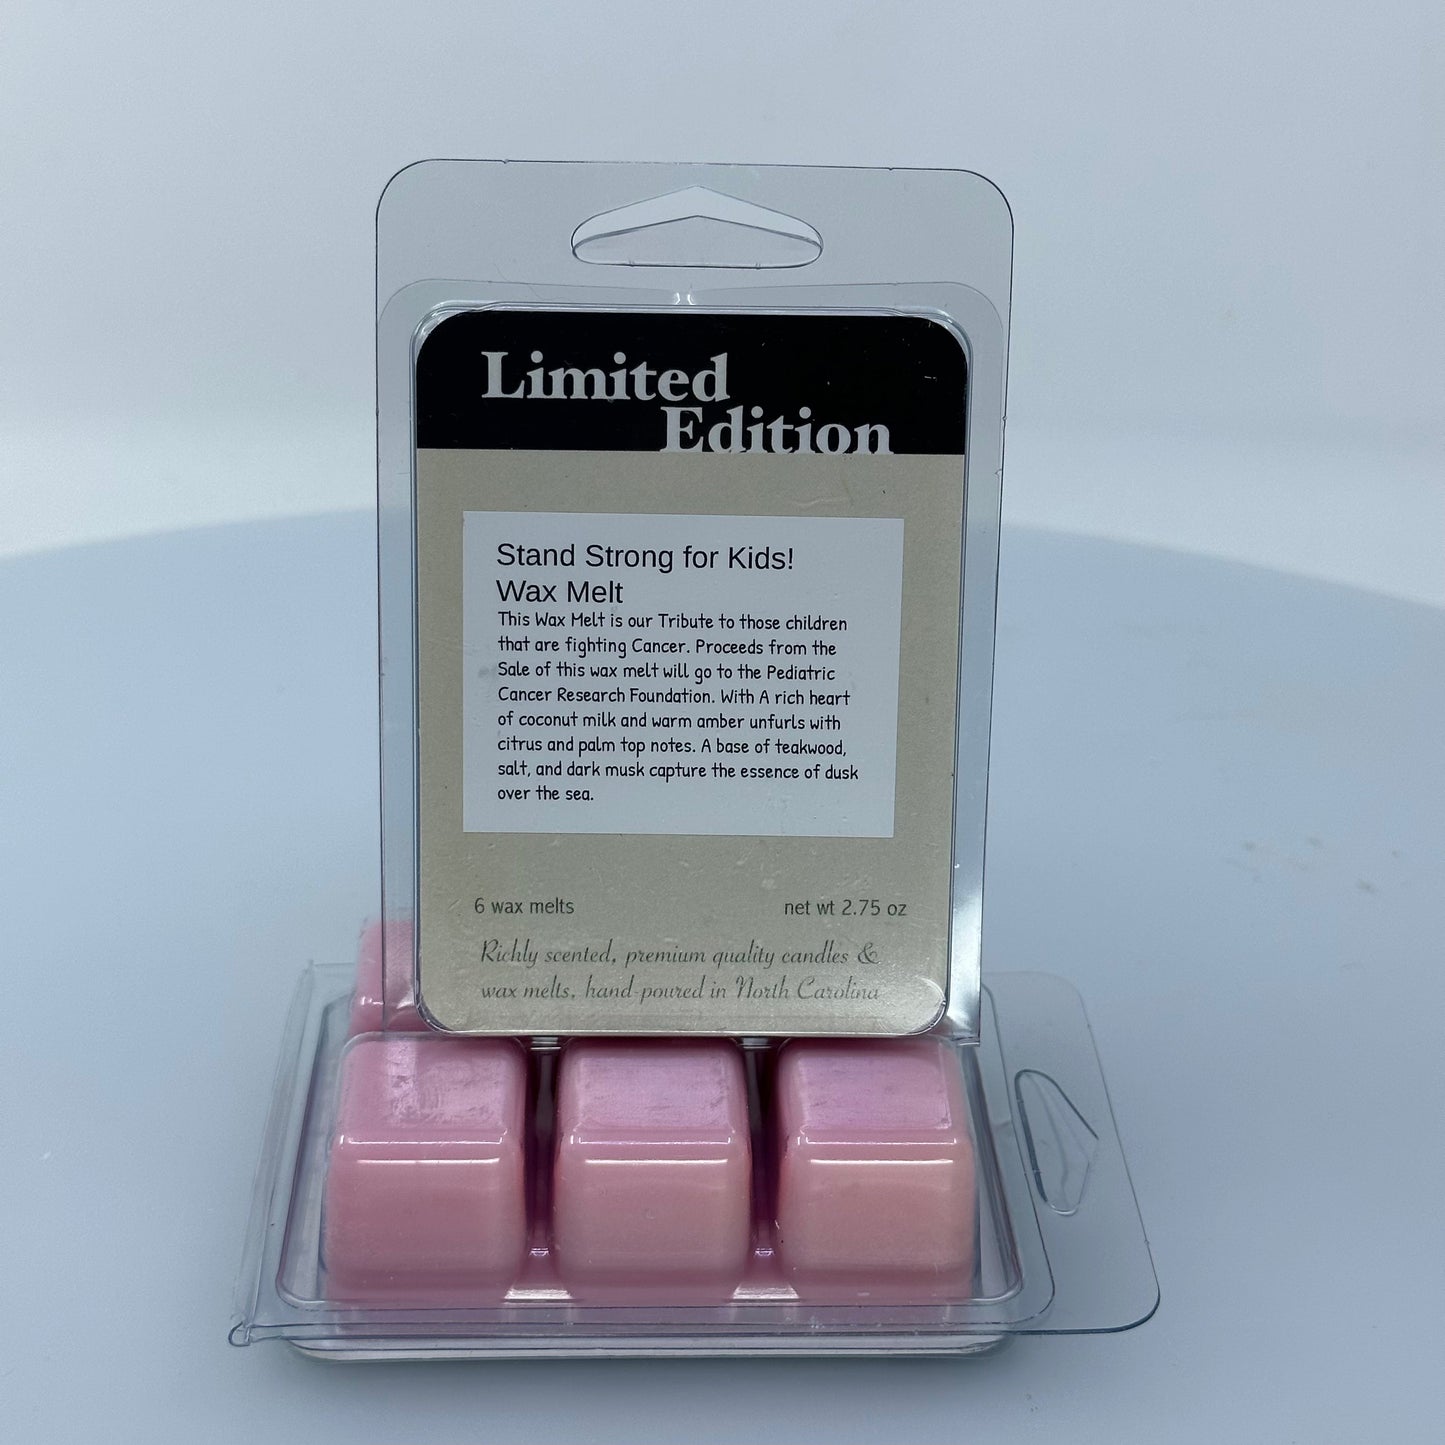 Limited
Edition
Stand Strong for Kids!
Wax Melt
This Wax Melt is our Tribute to those children
that are fighting Cancer. Proceeds from the
Sale of this wax melt will go to the Pediatric
Cancer Research Foundation. With A rich heart
of coconut milk and warm amber unfurls with
citrus and palm top notes. A base of teakwood,
salt, and dark musk capture the essence of dusk
over the sea.
6 wax melts net wt 2.75 oz
Richly scented, premium quality candles &
wax melts, hand-poured in North Carolina